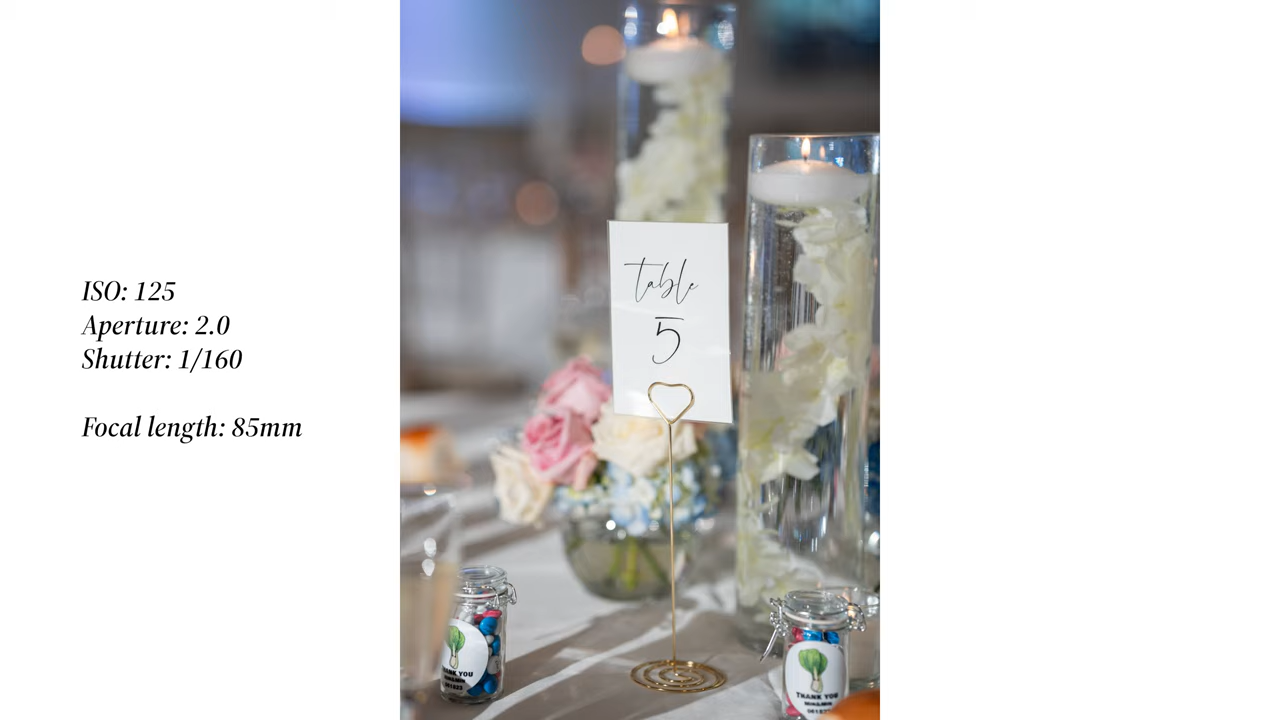 ISO: 125
Aperture: 2.0
Shutter: 1/160
Focal length: 85mm
table
5
THANK YOU
THANK YOU